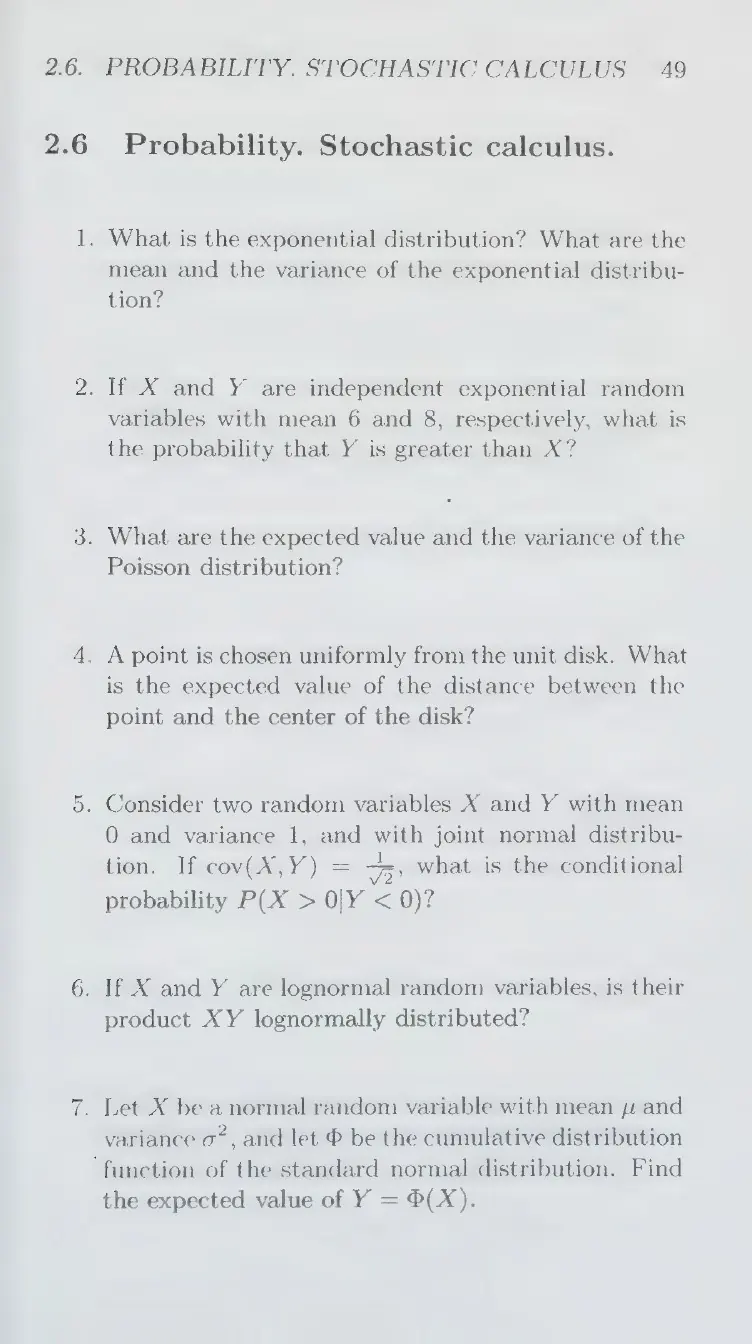 2.6. PROBABILITY. STOCHASTIC CALCULUS 49
2.6 Probability. Stochastic calculus.
1. What is the exponential distribution? What are the
mean and the variance of the exponential distribu-
tion?
2. If X and Y are independent exponential random
variables with mean 6 and 8, respectively, what is
the probability that Y is greater than X?
3. What are the expected value and the variance of the
Poisson distribution?
4. A point is chosen uniformly from the unit disk. What
is the expected value of the distance between the
point and the center of the disk?
5. Consider two random variables X and Y with mean
0 and variance 1, and with joint normal distribu-
tion. If cov(X, Y) = 1/√2, what is the conditional
probability P(X > 0|Y < 0)?
6. If X and Y are lognormal random variables, is their
product XY lognormally distributed?
7. Let X be a normal random variable with mean μ and
variance σ², and let Φ be the cumulative distribution
function of the standard normal distribution. Find
the expected value of Y = Φ(X).